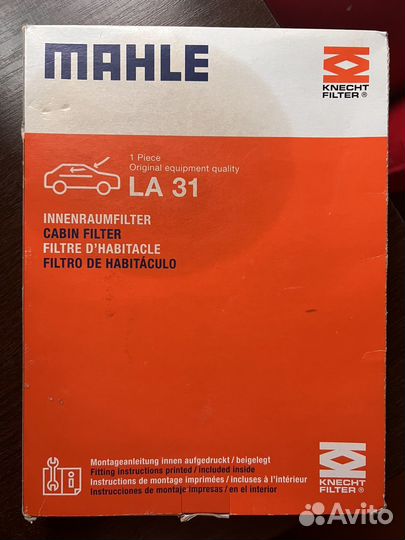 MAHLE
KNECHT
FILTER®
1 Piece
Original equipment quality
LA 31
INNENRAUMFILTER
CABIN FILTER
FILTRE D'HABITACLE
FILTRO DE HABITÁCULO
Montageanleitung innen aufgedruckt / beigelegt
Fitting instructions printed / included inside
Instructions de montage imprimées / incluses à l'intérieur
Instrucciones de montaje impresas / en el interior
KNECHT
FILTER®
Avito